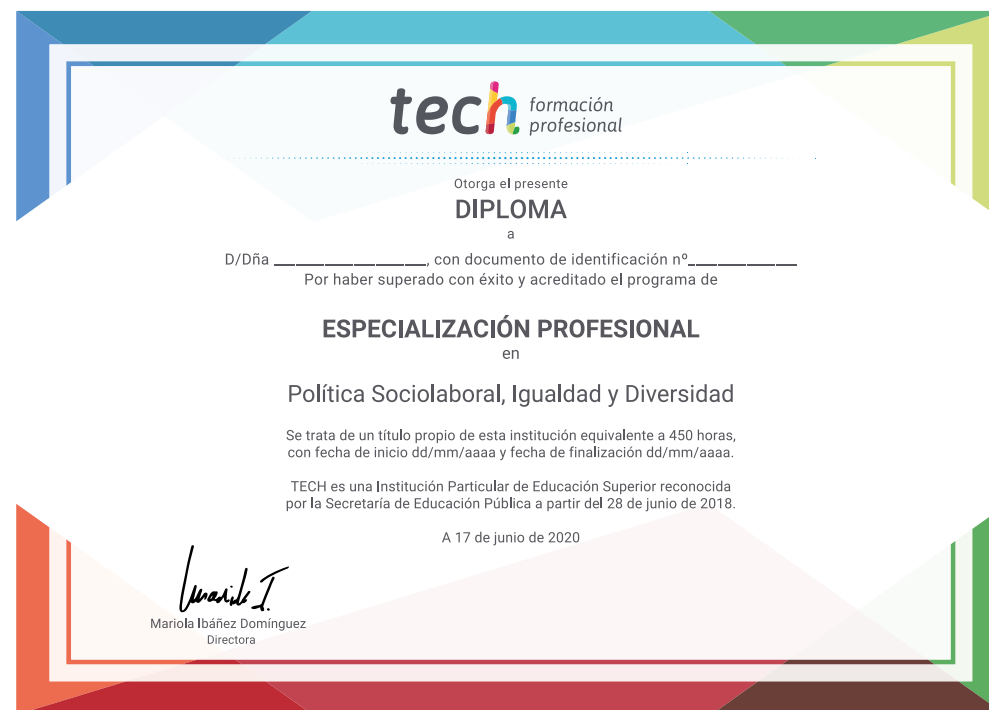 tech formación
profesional
Otorga el presente
DIPLOMA
a
D/Dña ______________, con documento de identificación nº__________
Por haber superado con éxito y acreditado el programa de
ESPECIALIZACIÓN PROFESIONAL
en
Política Sociolaboral, Igualdad y Diversidad
Se trata de un título propio de esta institución equivalente a 450 horas,
con fecha de inicio dd/mm/aaaa y fecha de finalización dd/mm/aaaa.
TECH es una Institución Particular de Educación Superior reconocida
por la Secretaría de Educación Pública a partir del 28 de junio de 2018.
A 17 de junio de 2020
Mariola Ibáñez Domínguez
Directora